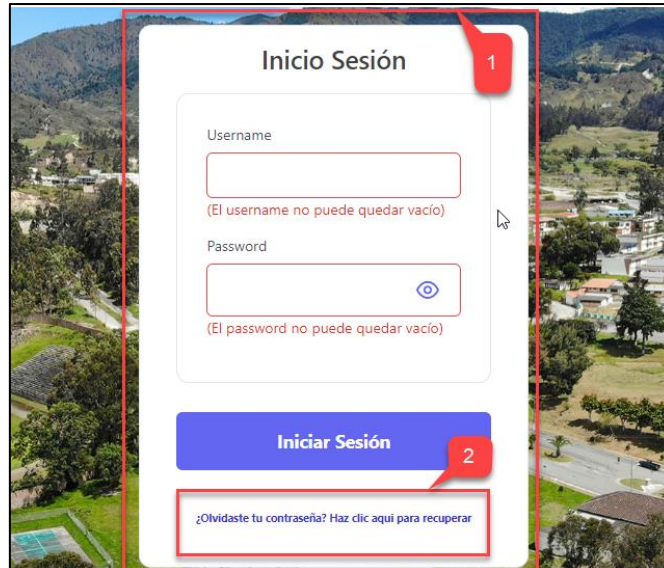 1
Inicio Sesión
Username
(El username no puede quedar vacío)
Password
(El password no puede quedar vacío)
Iniciar Sesión
2
¿Olvidaste tu contraseña? Haz clic aqui para recuperar